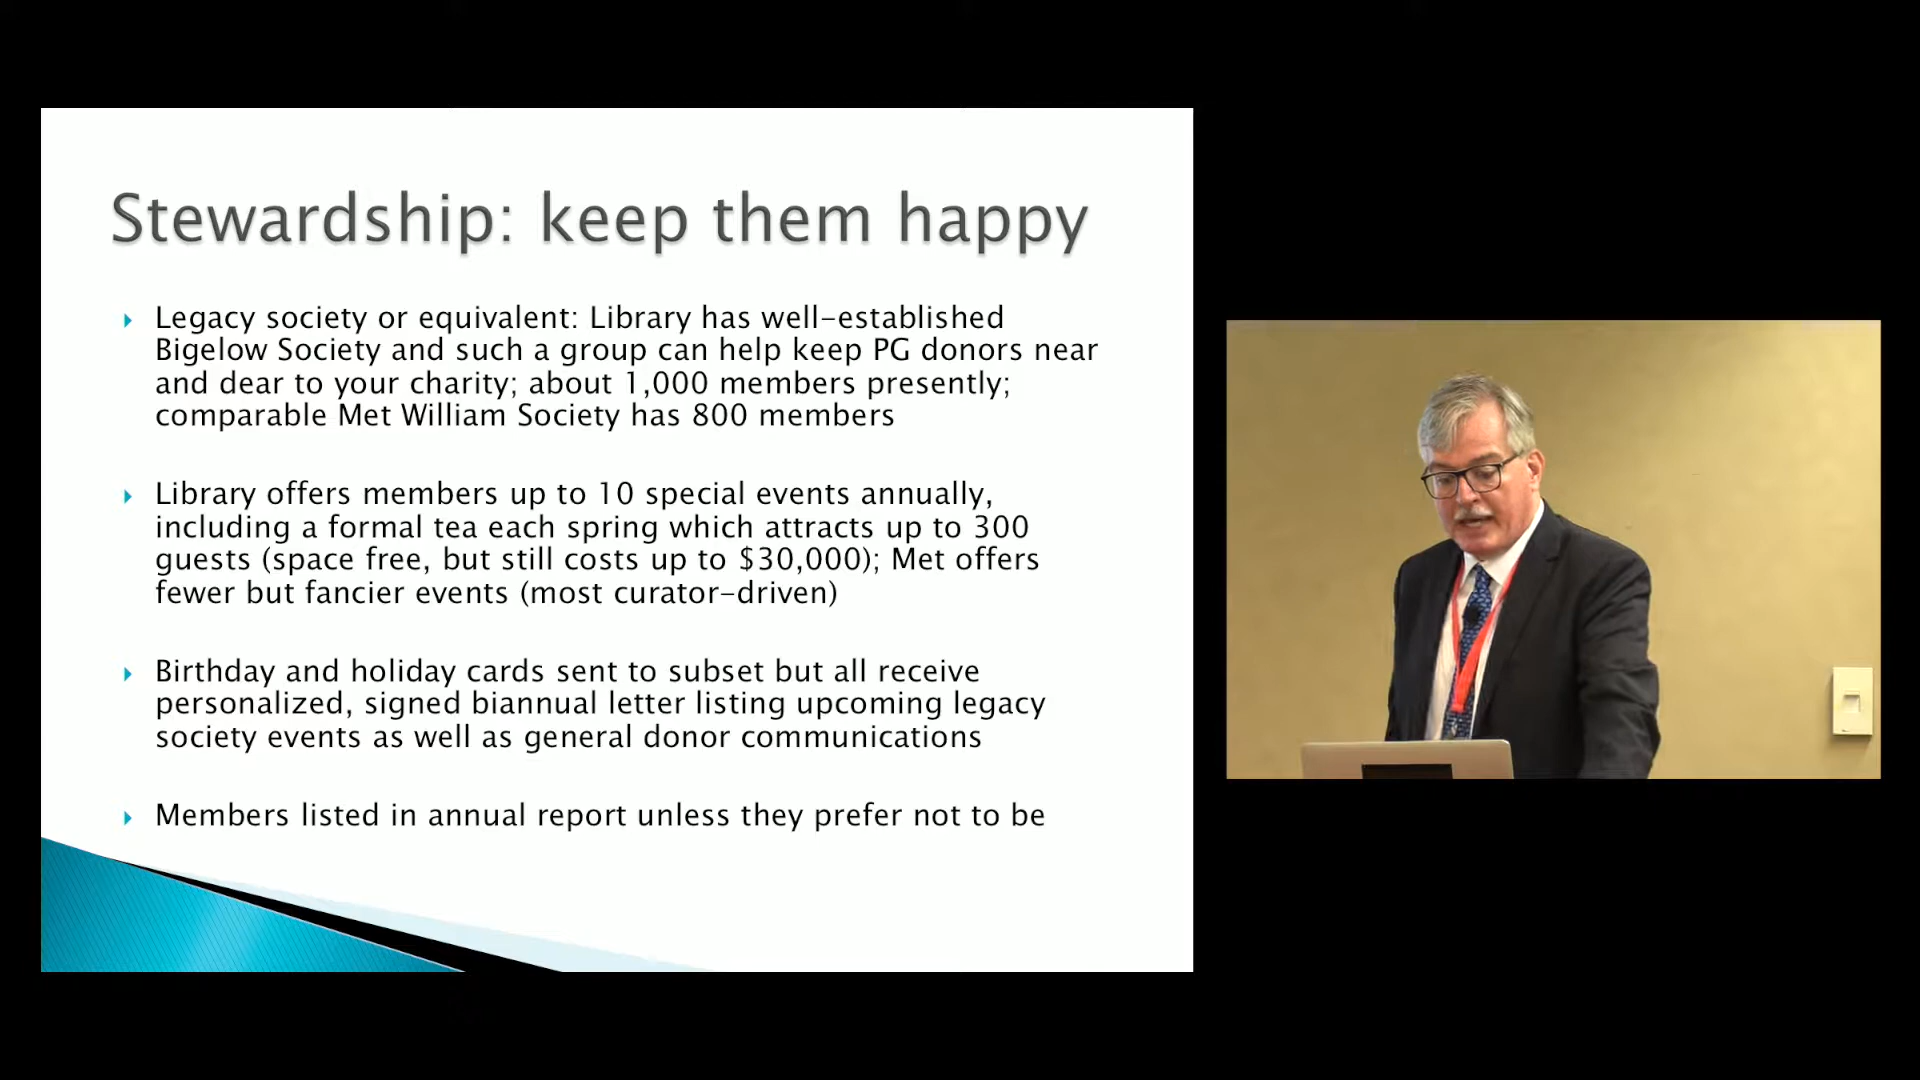 Stewardship: keep them happy
Legacy society or equivalent: Library has well-established
Bigelow Society and such a group can help keep PG donors near
and dear to your charity; about 1,000 members presently;
comparable Met William Society has 800 members
Library offers members up to 10 special events annually,
including a formal tea each spring which attracts up to 300
guests (space free, but still costs up to $30,000); Met offers
fewer but fancier events (most curator-driven)
Birthday and holiday cards sent to subset but all receive
personalized, signed biannual letter listing upcoming legacy
society events as well as general donor communications
Members listed in annual report unless they prefer not to be